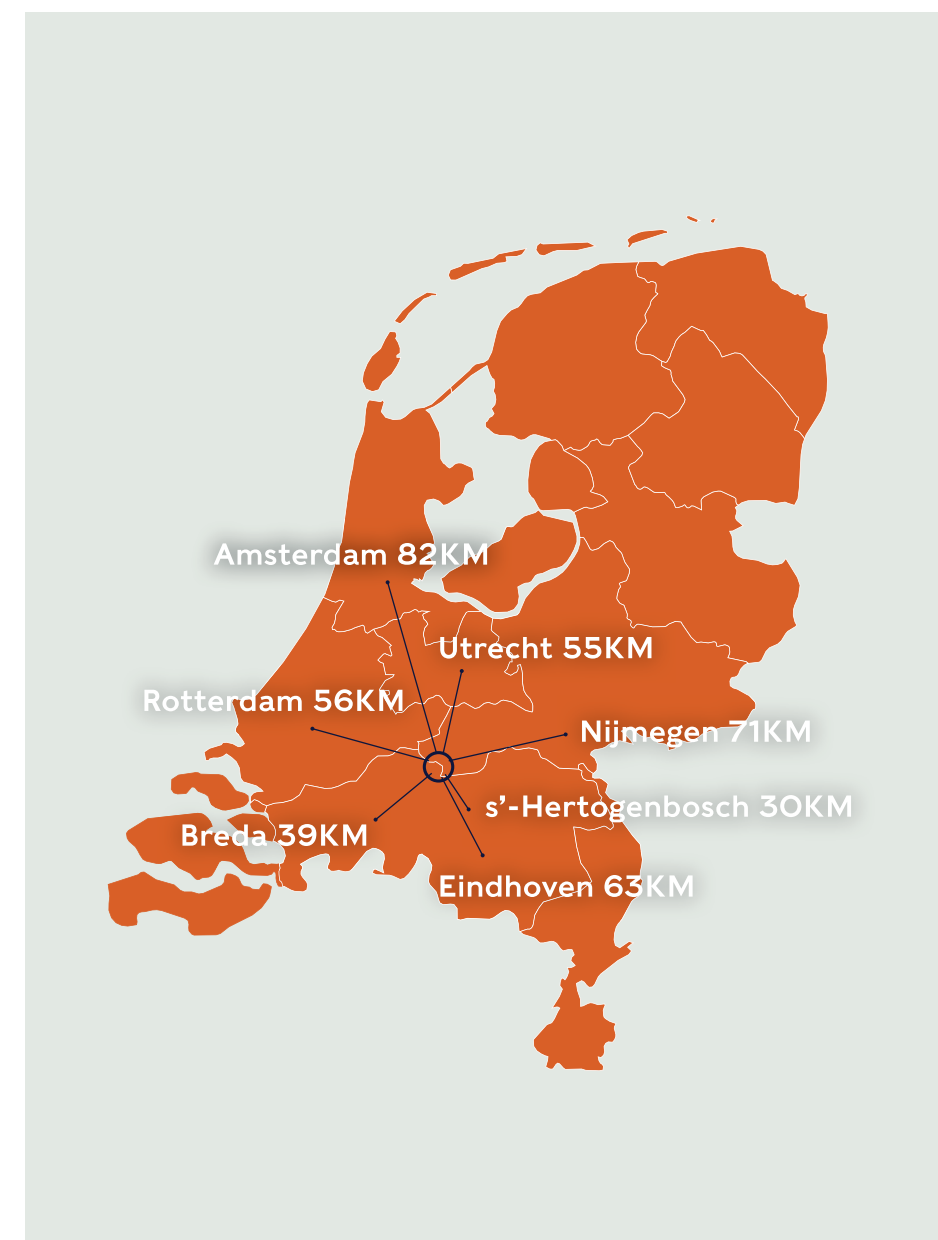 Amsterdam 82KM
Utrecht 55KM
Rotterdam 56KM
Nijmegen 71KM
s’-Hertogenbosch 30KM
Breda 39KM
Eindhoven 63KM